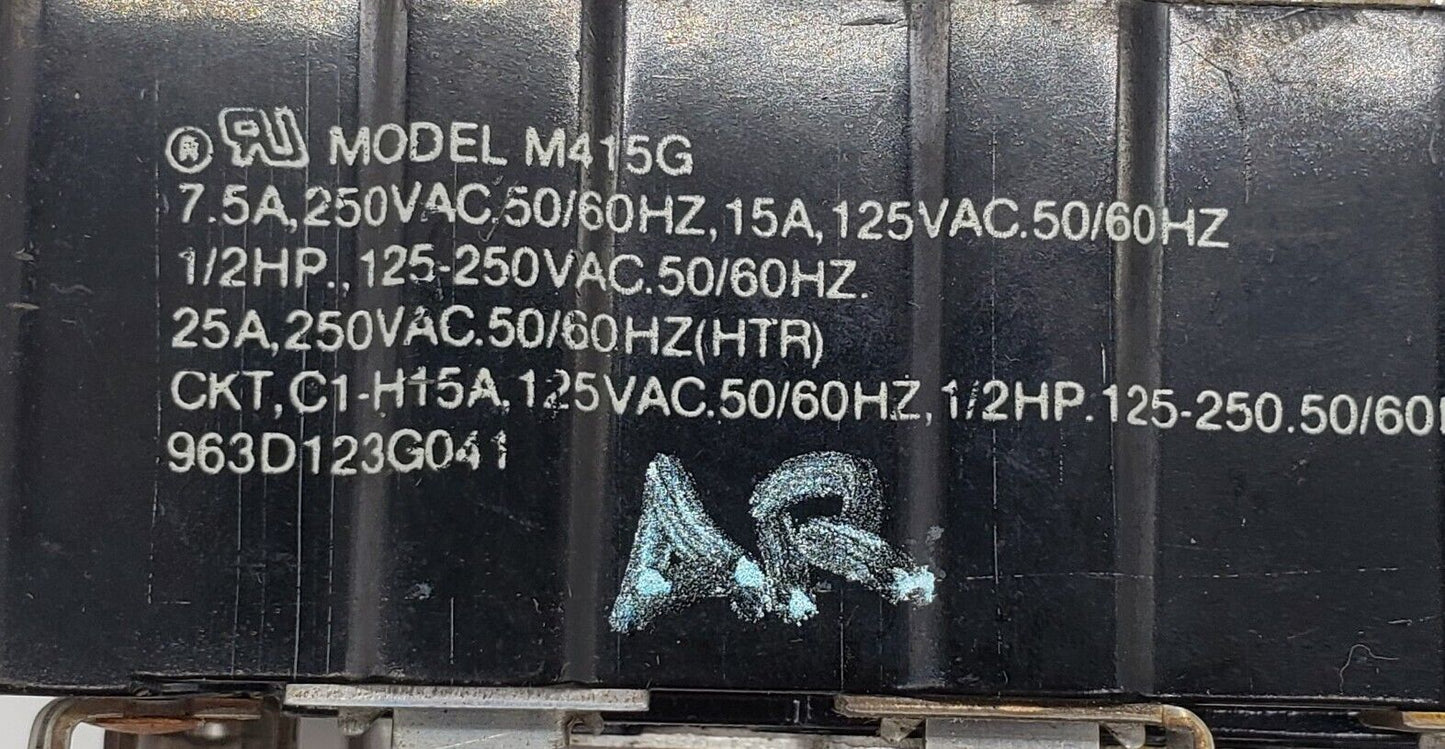 MODEL M415G
7.5A,250VAC.50/60HZ,15A,125VAC.50/60HZ
1/2HP.,125-250VAC.50/60HZ.
25A,250VAC.50/60HZ(HTR)
CKT,C1-H15A,125VAC.50/60HZ,1/2HP.125-250.50/60
963D123G041
AR